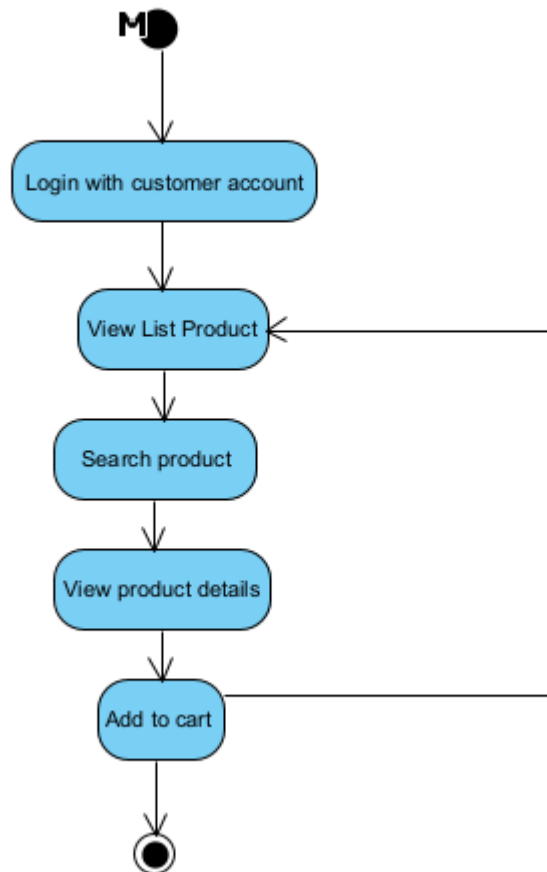 M
Login with customer account
View List Product
Search product
View product details
Add to cart